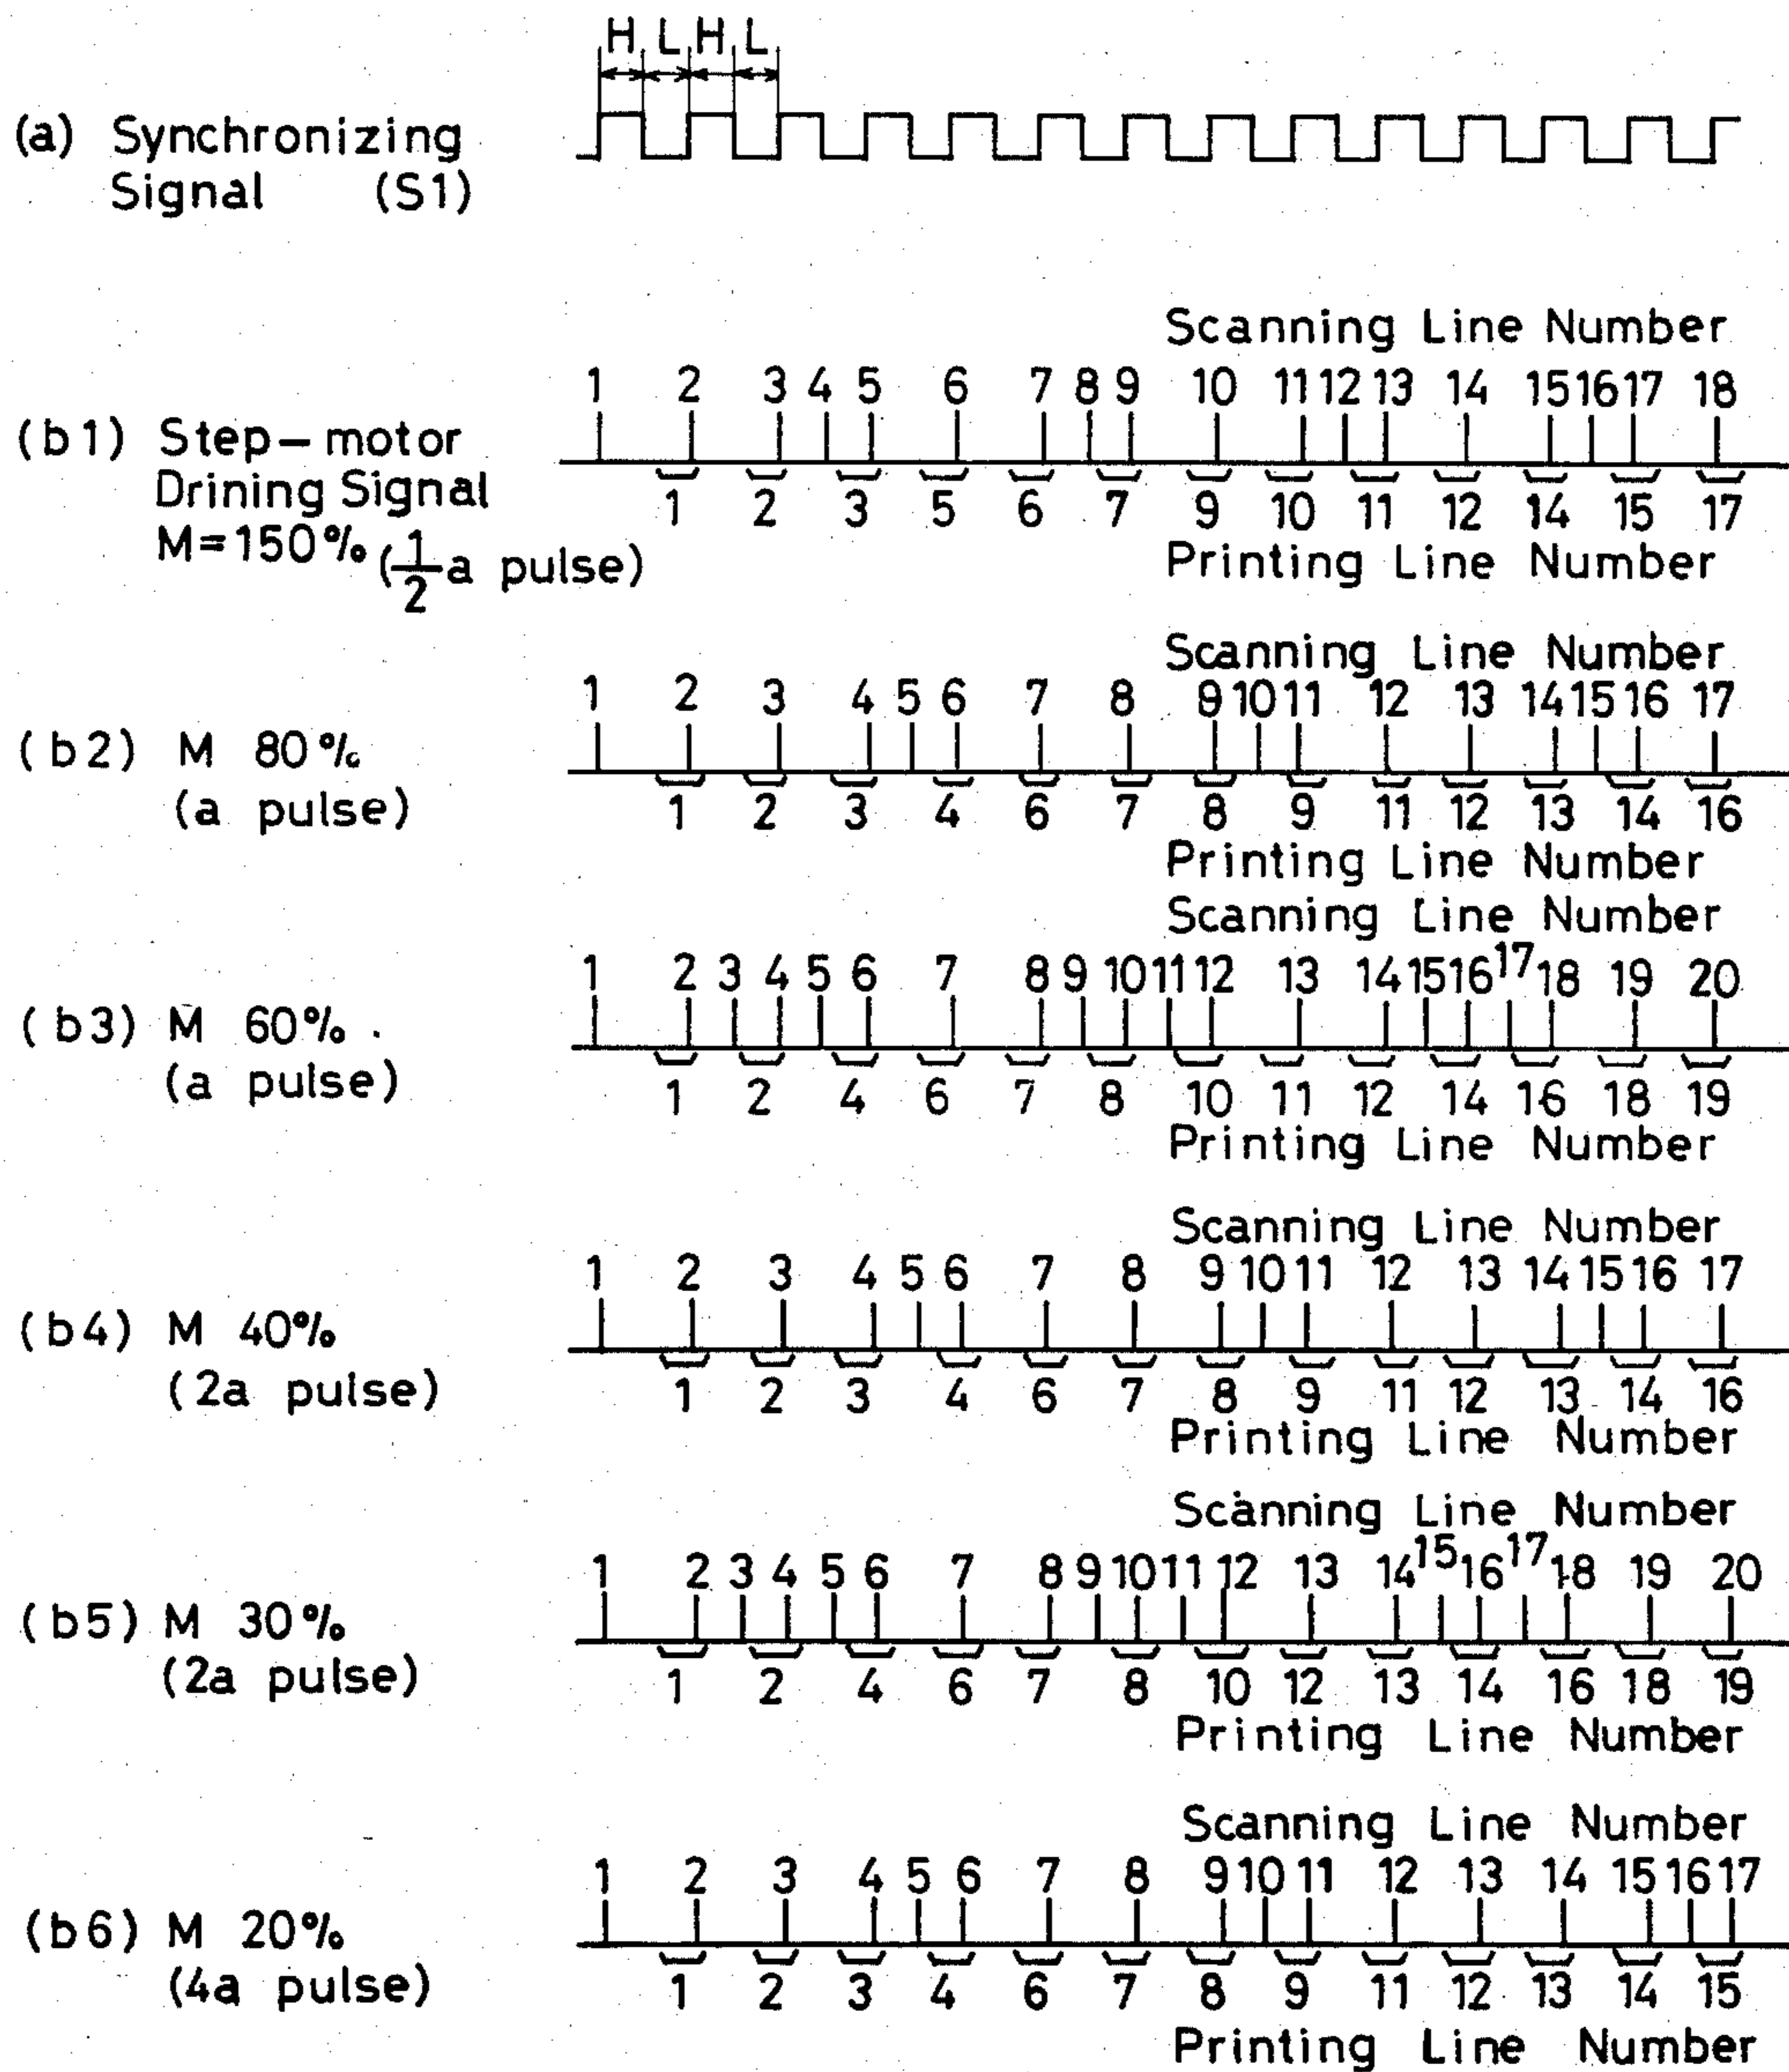 H L H L
(a) Synchronizing
Signal (S1)
Scanning Line Number
1 2 3 4 5 6 7 8 9 10 11 12 13 14 15 16 17 18
(b1) Step-motor
Drining Signal
M=150% (1/2 a pulse)
1 2 3 5 6 7 9 10 11 12 14 15 17
Printing Line Number
Scanning Line Number
1 2 3 4 5 6 7 8 9 10 11 12 13 14 15 16 17
(b2) M 80%
(a pulse)
1 2 3 4 6 7 8 9 11 12 13 14 16
Printing Line Number
Scanning Line Number
1 2 3 4 5 6 7 8 9 10 11 12 13 14 15 16 17 18 19 20
(b3) M 60%
(a pulse)
1 2 4 6 7 8 10 11 12 14 16 18 19
Printing Line Number
Scanning Line Number
1 2 3 4 5 6 7 8 9 10 11 12 13 14 15 16 17
(b4) M 40%
(2a pulse)
1 2 3 4 6 7 8 9 11 12 13 14 16
Printing Line Number
Scanning Line Number
1 2 3 4 5 6 7 8 9 10 11 12 13 14 15 16 17 18 19 20
(b5) M 30%
(2a pulse)
1 2 4 6 7 8 10 12 13 14 16 18 19
Printing Line Number
Scanning Line Number
1 2 3 4 5 6 7 8 9 10 11 12 13 14 15 16 17
(b6) M 20%
(4a pulse)
1 2 3 4 6 7 8 9 11 12 13 14 15
Printing Line Number